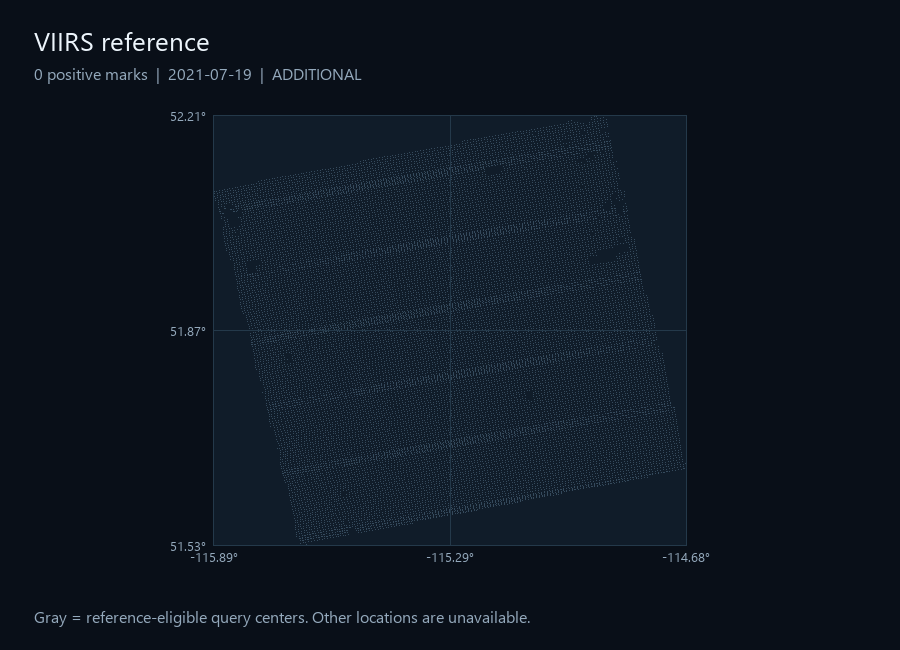 VIIRS reference
0 positive marks | 2021-07-19 | ADDITIONAL
52.21°
51.87°
51.53°
-115.89°
-115.29°
-114.68°
Gray = reference-eligible query centers. Other locations are unavailable.